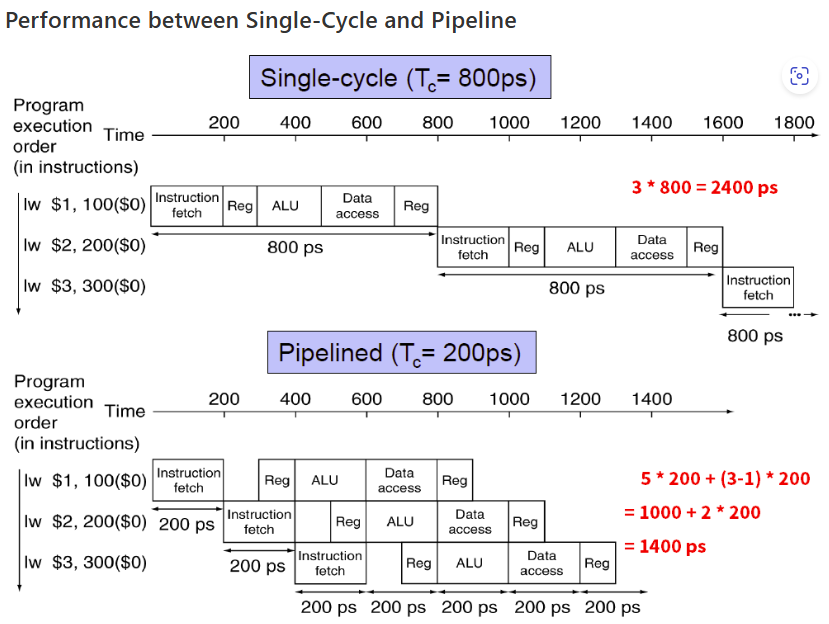 Performance between Single-Cycle and Pipeline
Single-cycle (Tc= 800ps)
Program
execution
order
(in instructions)
Time
200 400 600 800 1000 1200 1400 1600 1800
3 * 800 = 2400 ps
lw $1, 100($0)
Instruction
fetch
Reg
ALU
Data
access
Reg
lw $2, 200($0)
800 ps
Instruction
fetch
Reg
ALU
Data
access
Reg
lw $3, 300($0)
800 ps
Instruction
fetch
...
800 ps
Pipelined (Tc= 200ps)
Program
execution
order
(in instructions)
Time
200 400 600 800 1000 1200 1400
lw $1, 100($0)
Instruction
fetch
Reg
ALU
Data
access
Reg
5 * 200 + (3-1) * 200
lw $2, 200($0)
200 ps
Instruction
fetch
Reg
ALU
Data
access
Reg
= 1000 + 2 * 200
lw $3, 300($0)
200 ps
Instruction
fetch
Reg
ALU
Data
access
Reg
= 1400 ps
200 ps 200 ps 200 ps 200 ps 200 ps